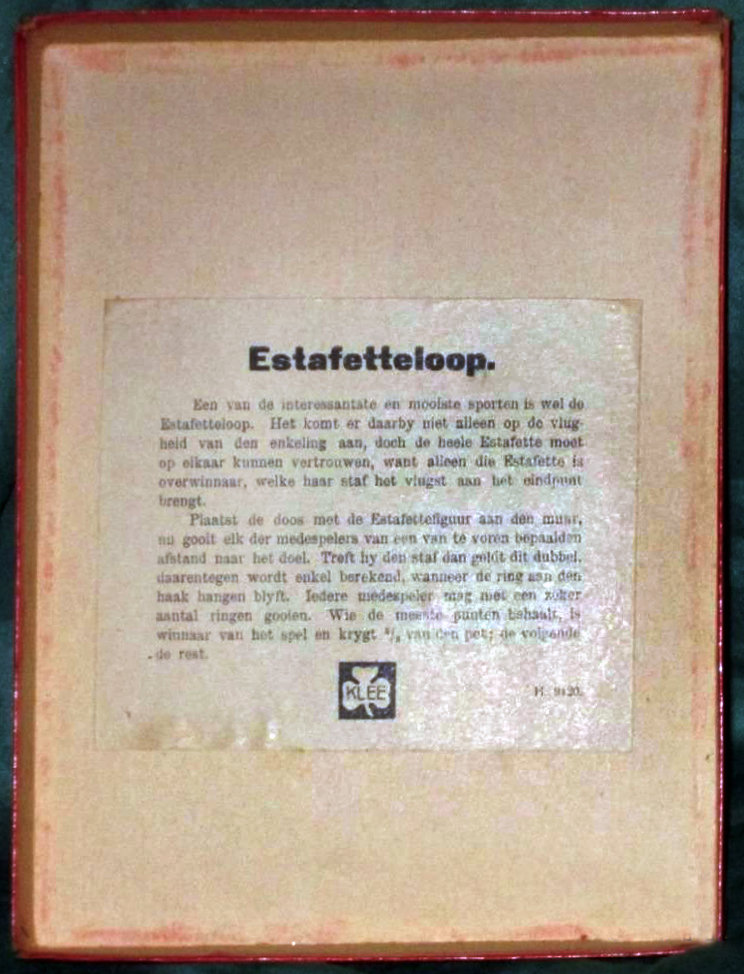 Estafetteloop.
Een van de interessantste en mooiste sporten is wel de
Estafetteloop. Het komt er daarby niet alleen op de vlug-
heid van den enkeling aan, doch de heele Estafette moet
op elkaar kunnen vertrouwen, want alleen die Estafette is
overwinnaar, welke haar staf het vlugst aan het eindpunt
brengt.
Plaatst de doos met de Estafettefiguur aan den muur,
nu gooit elk der medespelers van een van te voren bepaalden
afstand naar het doel. Treft hy den staf dan geldt dit dubbel,
daarentegen wordt enkel berekend, wanneer de ring aan den
haak hangen blyft. Iedere medespeler mag met een zeker
aantal ringen gooien. Wie de meeste punten behaalt, is
winnaar van het spel en krygt van den pot; de volgende
de rest.
KLEE